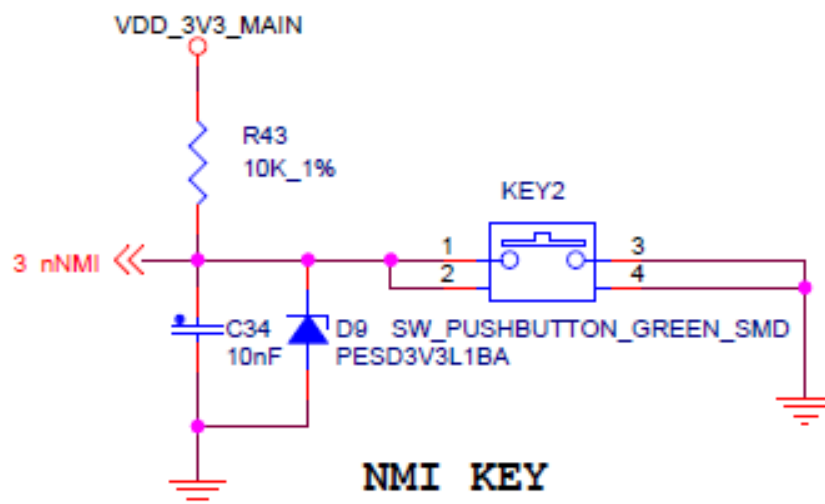 VDD_3V3_MAIN
R43
10K_1%
KEY2
3 nNMI
1
3
2
4
C34
D9
SW_PUSHBUTTON_GREEN_SMD
10nF
PESD3V3L1BA
NMI KEY